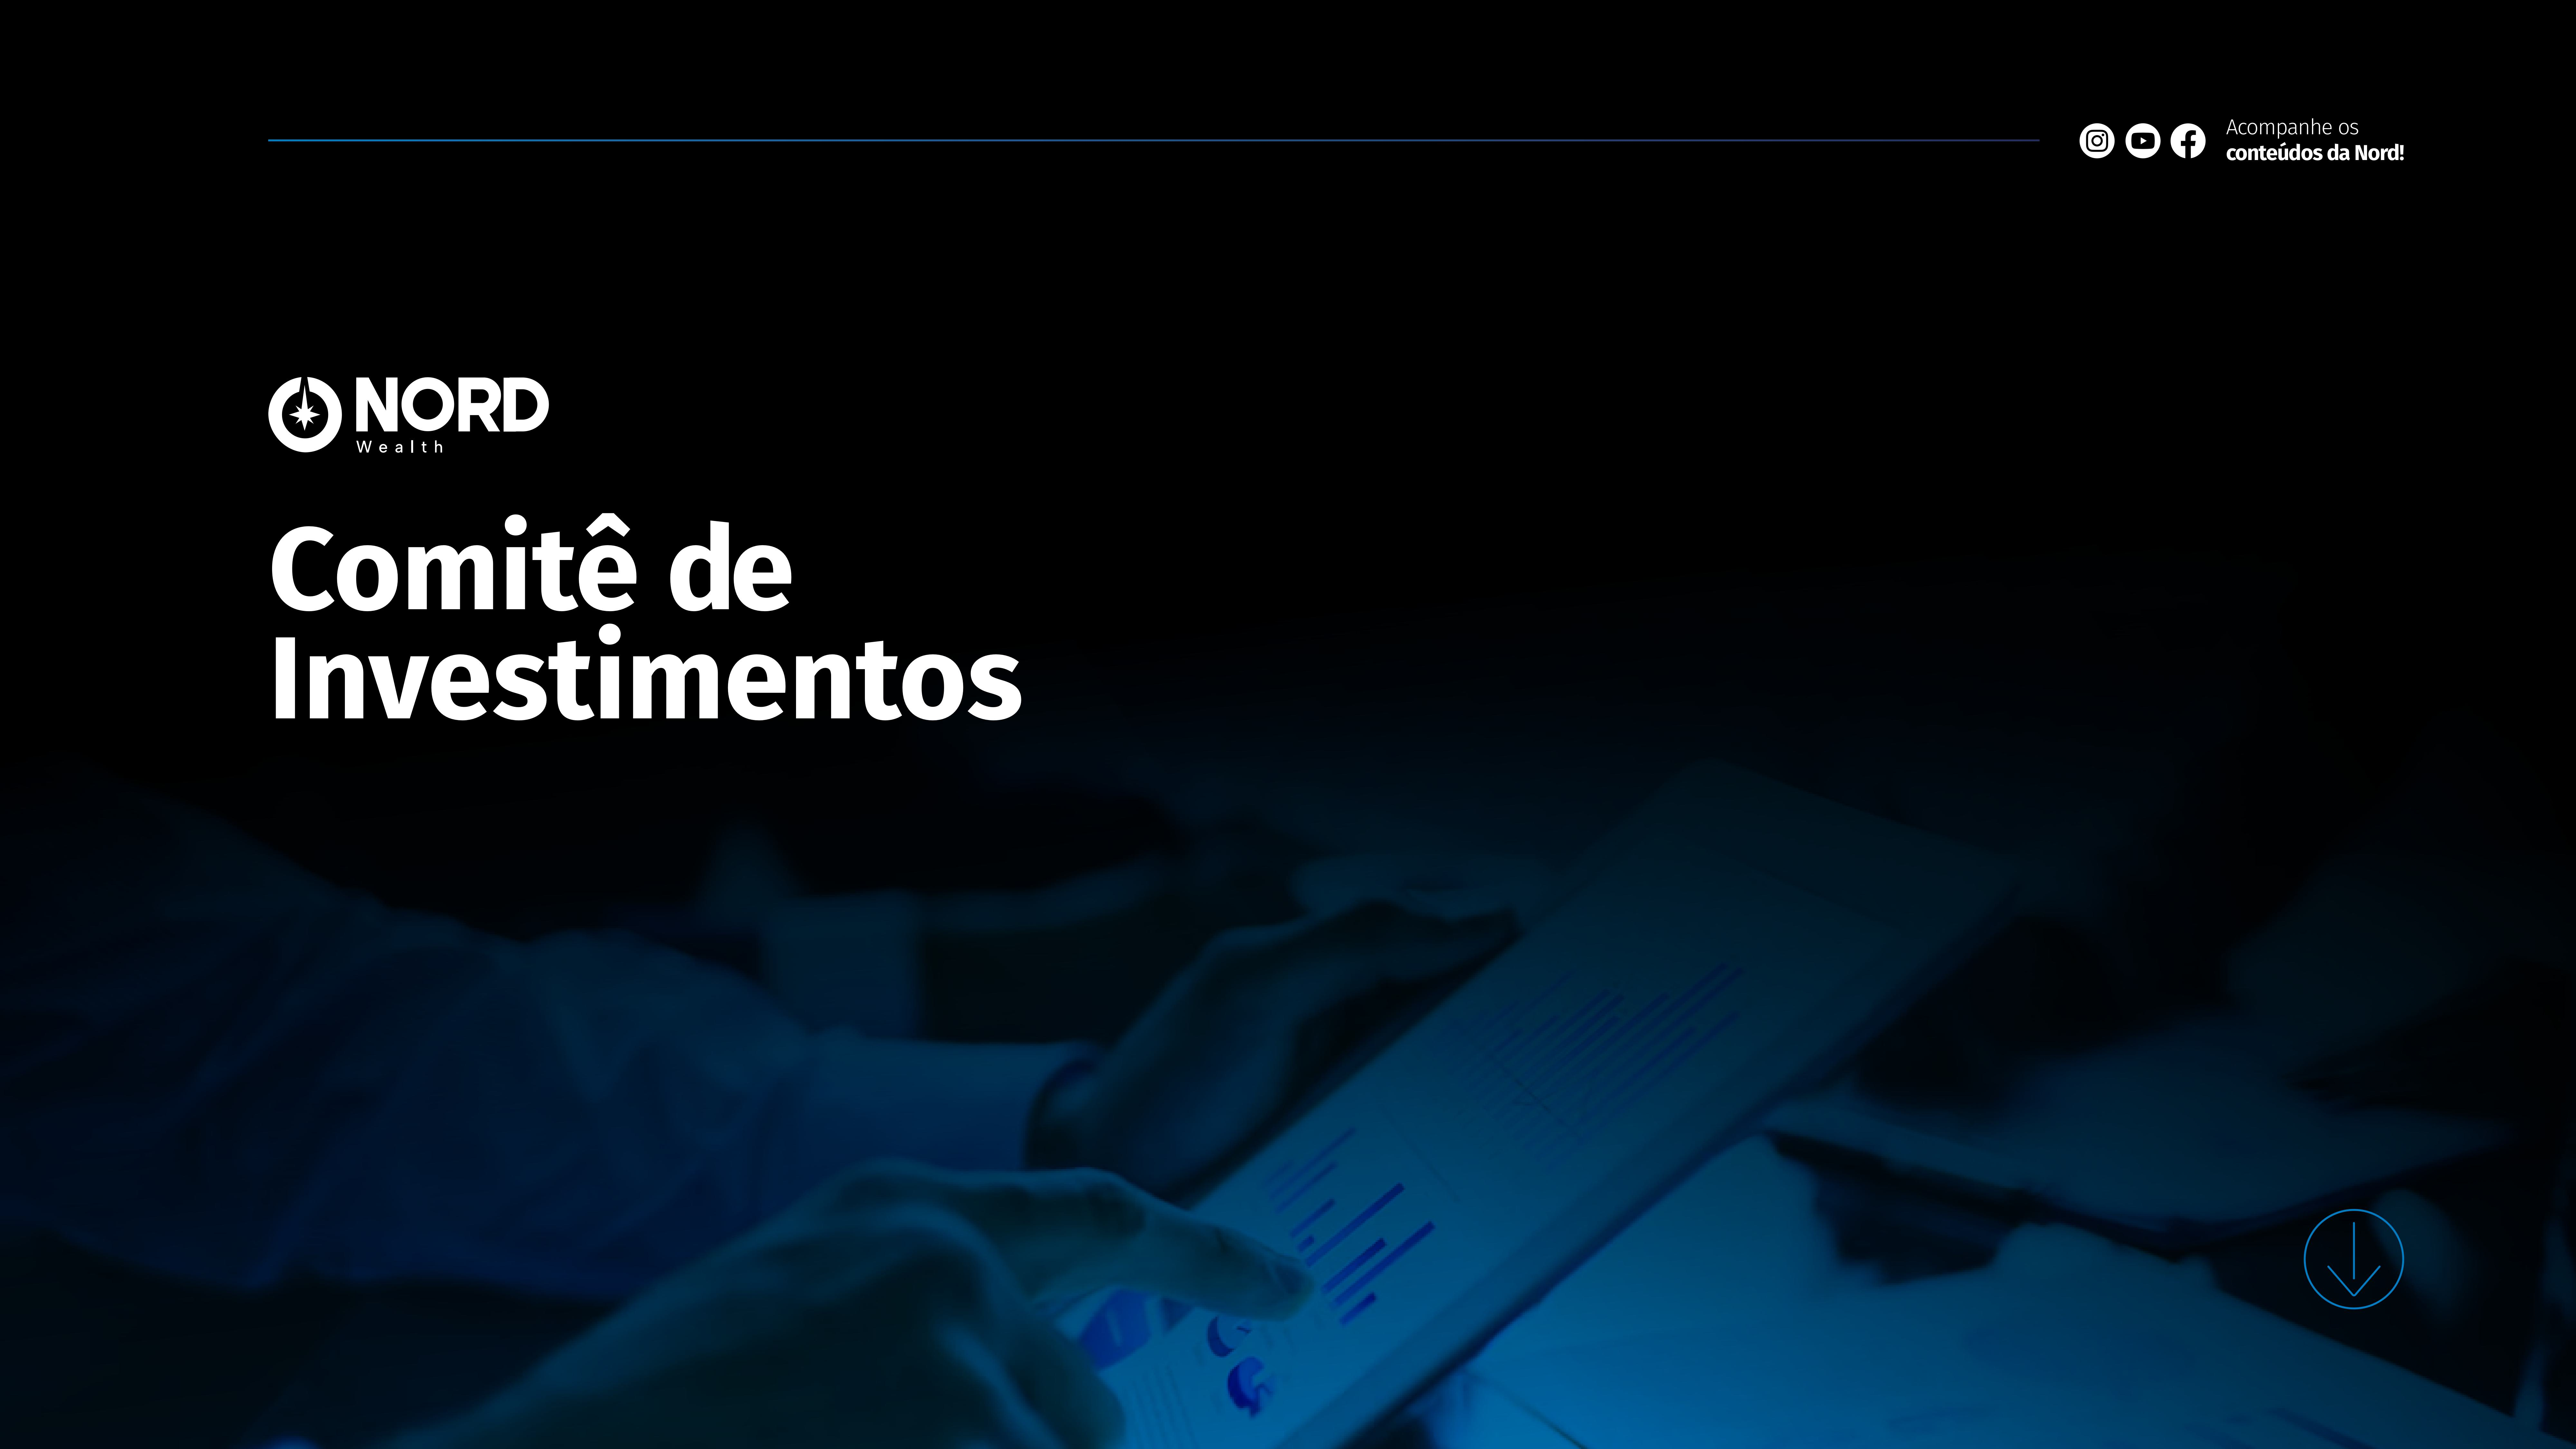 Acompanhe os
conteúdos da Nord!
NORD
Wealth
Comitê de
Investimentos